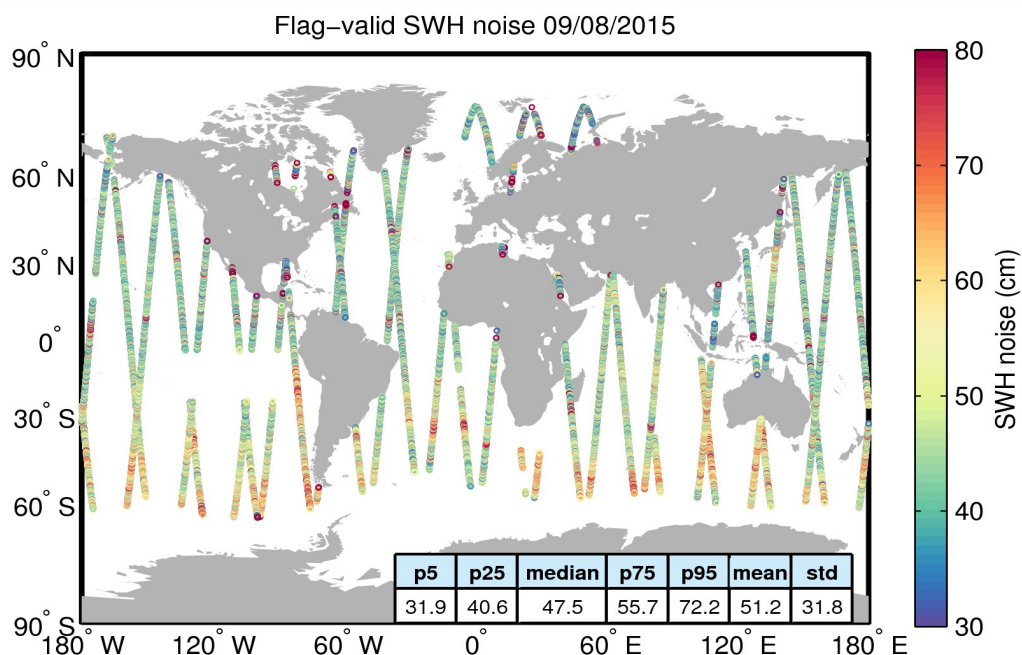 Flag−valid SWH noise 09/08/2015
90° N
60° N
30° N
0°
30° S
60° S
90° S
180° W 120° W 60° W 0° 60° E 120° E 180° E
p5 p25 median p75 p95 mean std
31.9 40.6 47.5 55.7 72.2 51.2 31.8
80
70
60
50
40
30
SWH noise (cm)